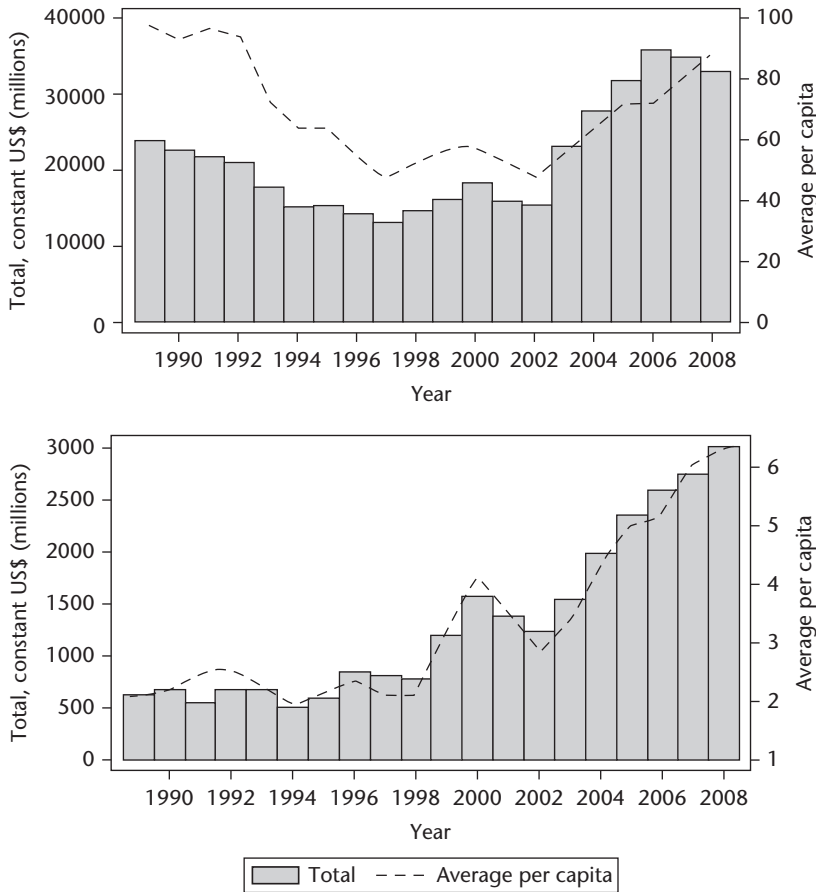 Total, constant US$ (millions)
40000
30000
20000
10000
0
100
80
60
40
20
0
Average per capita
1990 1992 1994 1996 1998 2000 2002 2004 2006 2008
Year
Total, constant US$ (millions)
3000
2500
2000
1500
1000
500
0
6
5
4
3
2
1
Average per capita
1990 1992 1994 1996 1998 2000 2002 2004 2006 2008
Year
Total Average per capita